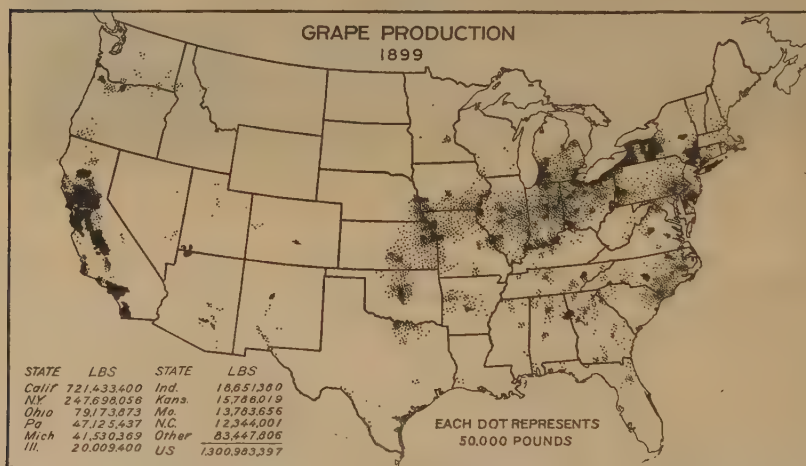 GRAPE PRODUCTION
1899
STATE LBS STATE LBS
Calif 721,433,400 Ind. 18,651,380
N.Y. 247,698,056 Kans. 15,786,019
Ohio 79,173,873 Mo. 13,783,656
Pa 47,125,437 N.C. 12,344,001
Mich 41,530,369 Other 83,447,806
Ill. 20,009,400 US 1,300,983,397
EACH DOT REPRESENTS
50,000 POUNDS